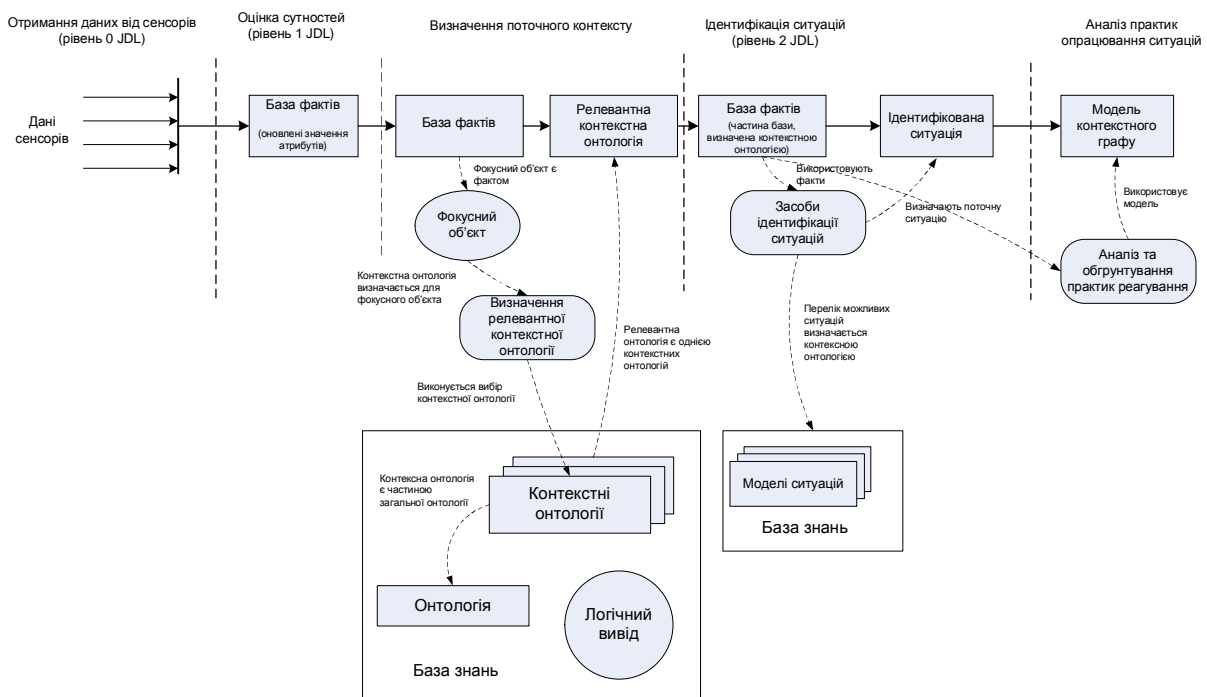 Отримання даних від сенсорів
(рівень 0 JDL)
Оцінка сутностей
(рівень 1 JDL)
Визначення поточного контексту
Ідентифікація ситуацій
(рівень 2 JDL)
Аналіз практик
опрацювання ситуацій
Дані
сенсорів
База фактів
(оновлені значення
атрибутів)
База фактів
Релевантна
контекстна
онтологія
База фактів
(частина бази,
визначена контекстною
онтологією)
Ідентифікована
ситуація
Модель
контекстного
графу
Фокусний об'єкт є
фактом
Використовують
факти
Використовує
модель
Фокусний
об'єкт
Засоби
ідентифікації
ситуацій
Визначають поточну
ситуацію
Аналіз та
обгрунтування
практик реагування
Контекстна онтологія
визначається для
фокусного об'єкта
Визначення
релевантної
контекстної
онтології
Релевантна
онтологія є однією
контекстних
онтологій
Перелік можливих
ситуацій
визначається
контексною
онтологією
Виконується вибір
контекстної онтології
Контексна онтологія
є частиною
загальної онтології
Контекстні
онтології
Моделі ситуацій
База знань
Онтологія
Логічний
вивід
База знань